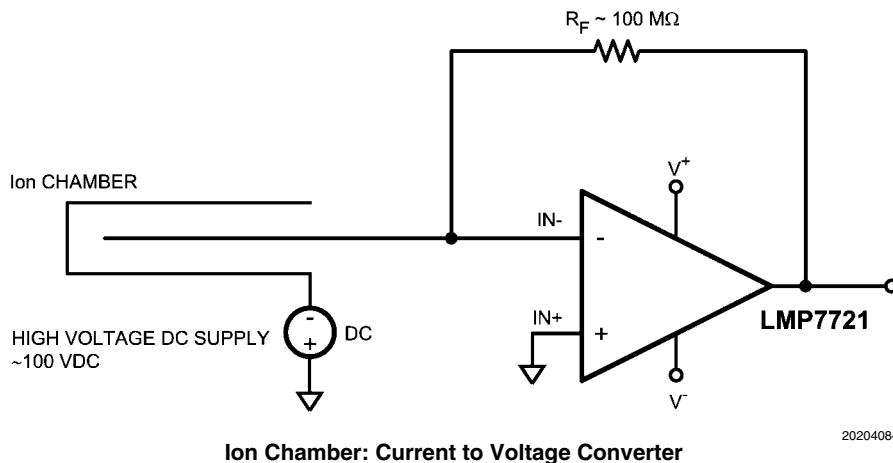 R_F ~ 100 MΩ
V⁺
Ion CHAMBER
IN-
-
IN+
+
HIGH VOLTAGE DC SUPPLY
~100 VDC
-
+
DC
LMP7721
V⁻
Ion Chamber: Current to Voltage Converter